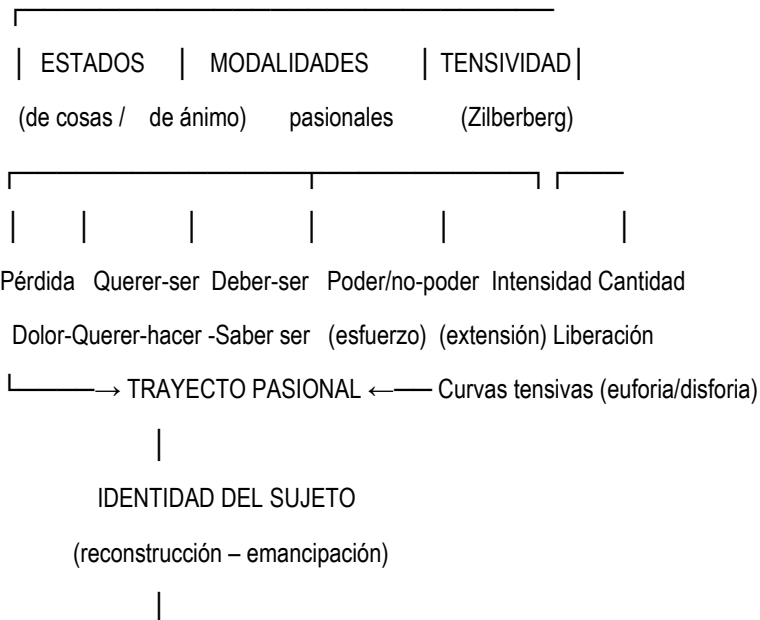 ESTADOS MODALIDADES TENSIVIDAD
(de cosas / de ánimo) pasionales (Zilberberg)
Pérdida Querer-ser Deber-ser Poder/no-poder Intensidad Cantidad
Dolor-Querer-hacer -Saber ser (esfuerzo) (extensión) Liberación
→ TRAYECTO PASIONAL ← Curvas tensivas (euforia/disforia)
IDENTIDAD DEL SUJETO
(reconstrucción – emancipación)